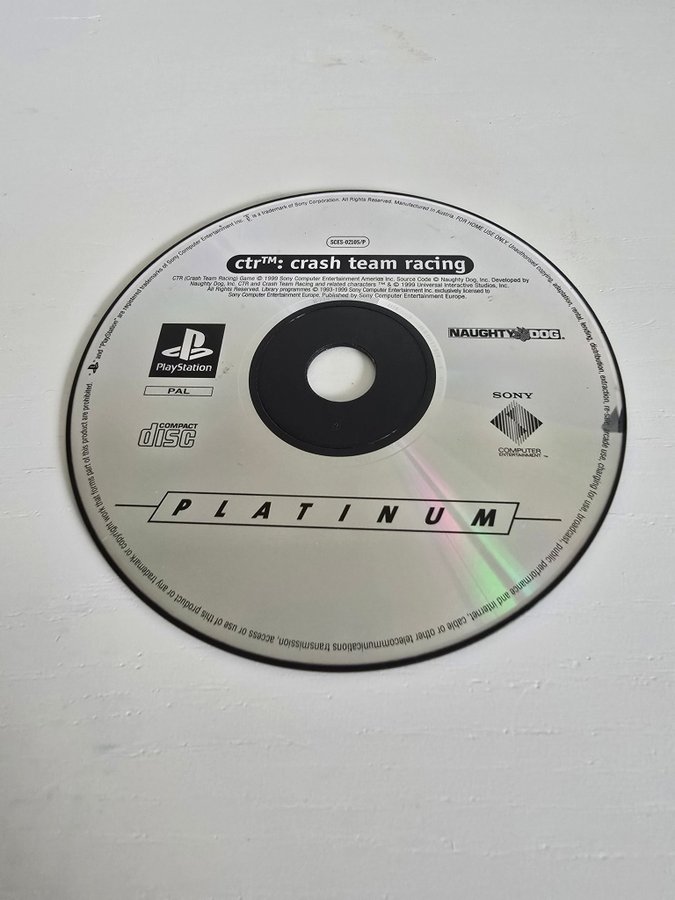 SCES-02105/P
ctr™: crash team racing
CTR (Crash Team Racing) Game © 1999 Sony Computer Entertainment America Inc. Source Code © Naughty Dog, Inc. Developed by
Naughty Dog, Inc. CTR and Crash Team Racing and related characters ™ & © 1999 Universal Interactive Studios, Inc.
All Rights Reserved. Library programmes © 1993-1999 Sony Computer Entertainment Inc. exclusively licensed to
Sony Computer Entertainment Europe. Published by Sony Computer Entertainment Europe.
PlayStation
PAL
NAUGHTY DOG
COMPACT
disc
SONY
COMPUTER
ENTERTAINMENT ™
PLATINUM
and "PlayStation" are registered trademarks of Sony Computer Entertainment Inc. is a trademark of Sony Corporation. All Rights Reserved. Manufactured in Austria. FOR HOME USE ONLY. Unauthorised copying, adaptation, rental, lending, distribution, extraction, re-sale, arcade use, charging for use, broadcast, public performance and internet, cable or other telecommunications transmission, access or use of this product or any trademark or copyright work that forms part of this product are prohibited.